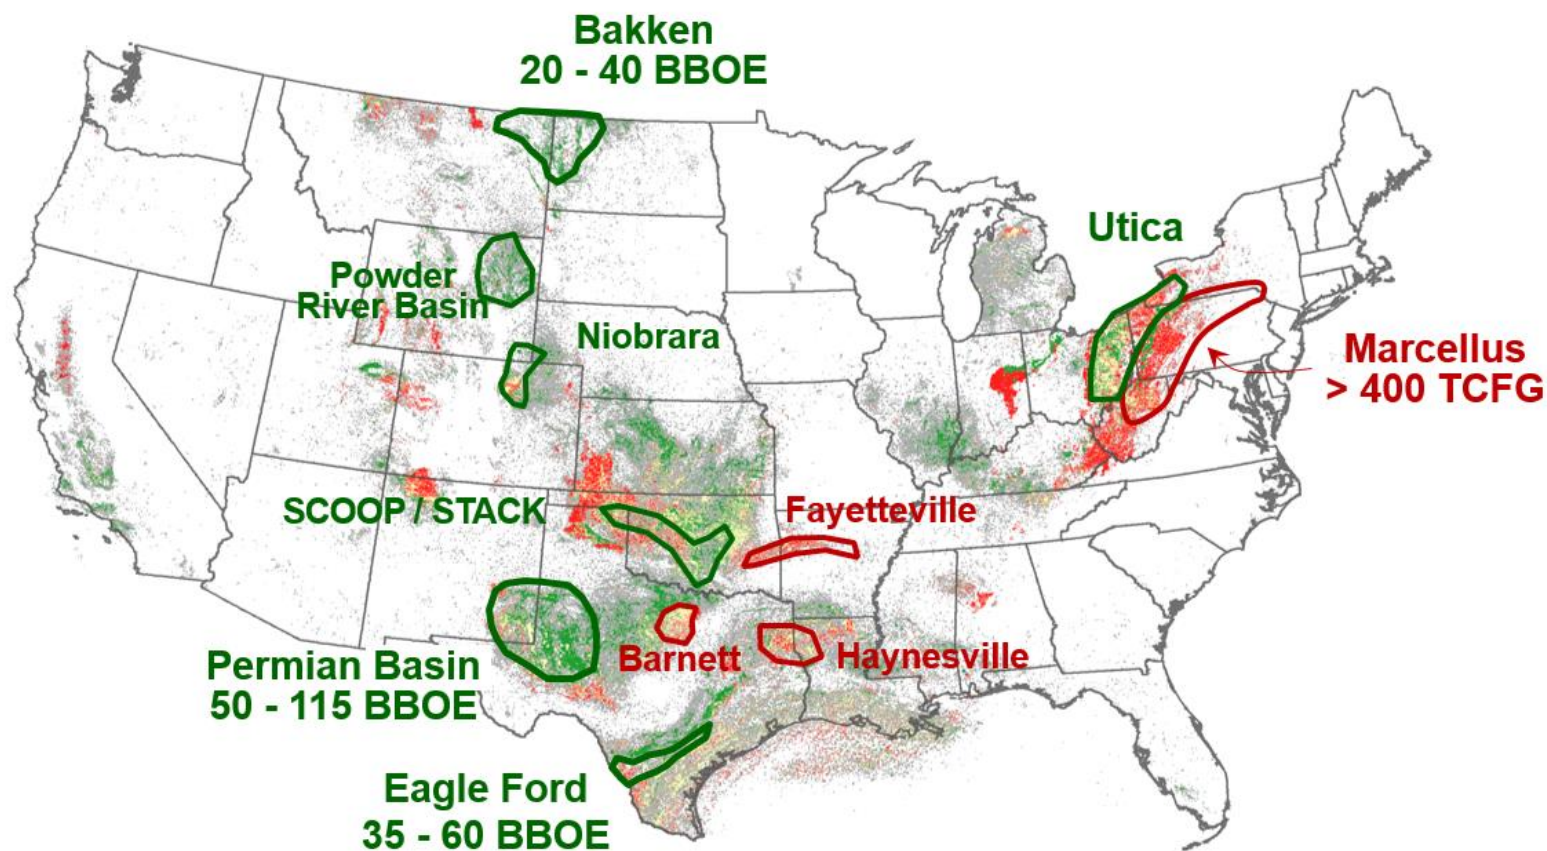 Bakken
20 - 40 BBOE
Utica
Powder
River Basin
Niobrara
Marcellus
> 400 TCFG
SCOOP / STACK
Fayetteville
Barnett
Haynesville
Permian Basin
50 - 115 BBOE
Eagle Ford
35 - 60 BBOE